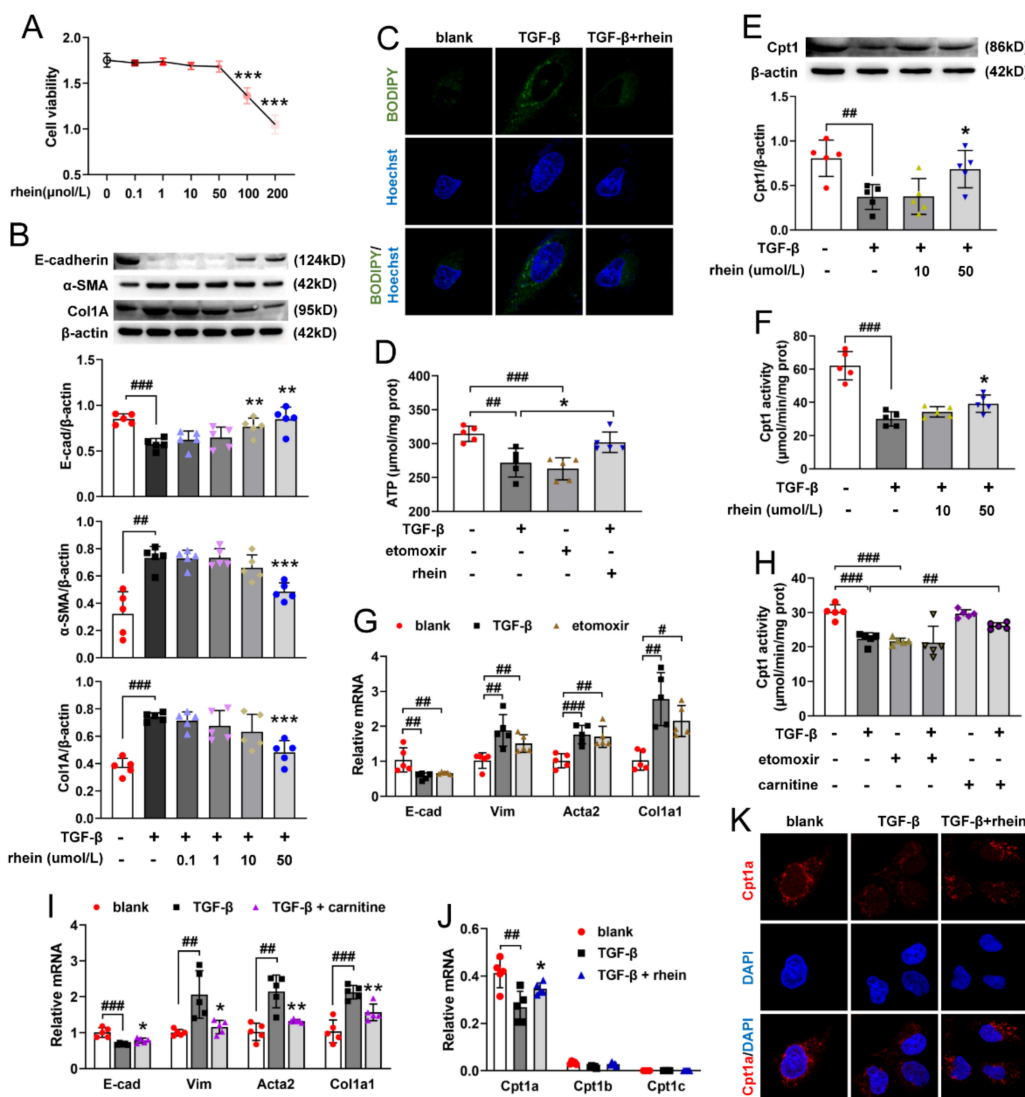 A
2.0
1.5
1.0
Cell viability
***
***
rhein(μmol/L)
0 0.1 1 10 50 100 200
B
E-cadherin (124kD)
α-SMA (42kD)
Col1A (95kD)
β-actin (42kD)
1.5
1.0
0.5
0.0
E-cad/β-actin
###
** **
0.8
0.6
0.4
0.2
0.0
α-SMA/β-actin
##
***
1.0
0.8
0.6
0.4
0.2
0.0
Col1A/β-actin
###
***
TGF-β - + + + + +
rhein (umol/L) - - 0.1 1 10 50
C
blank TGF-β TGF-β+rhein
BODIPY
Hoechst
BODIPY/
Hoechst
D
350
300
250
200
ATP (μmol/mg prot)
###
## *
TGF-β - + - +
etomoxir - - + -
rhein - - - +
E
Cpt1 (86kD)
β-actin (42kD)
1.5
1.0
0.5
0.0
Cpt1/β-actin
##
*
TGF-β - + + +
rhein (umol/L) - - 10 50
F
80
60
40
20
0
Cpt1 activity
(μmol/min/mg prot)
###
*
TGF-β - + + +
rhein (umol/L) - - 10 50
G
blank TGF-β etomoxir
4
3
2
1
0
Relative mRNA
##
##
##
##
##
###
#
##
E-cad Vim Acta2 Col1a1
H
40
30
20
10
0
Cpt1 activity
(μmol/min/mg prot)
###
### ##
TGF-β - + - + - +
etomoxir - - + + - -
carnitine - - - - + +
I
blank TGF-β TGF-β + carnitine
4
3
2
1
0
Relative mRNA
### *
## *
## **
### **
E-cad Vim Acta2 Col1a1
J
blank
TGF-β
TGF-β + rhein
0.6
0.4
0.2
0.0
Relative mRNA
##
*
Cpt1a Cpt1b Cpt1c
K
blank TGF-β TGF-β+rhein
Cpt1a
DAPI
Cpt1a/DAPI